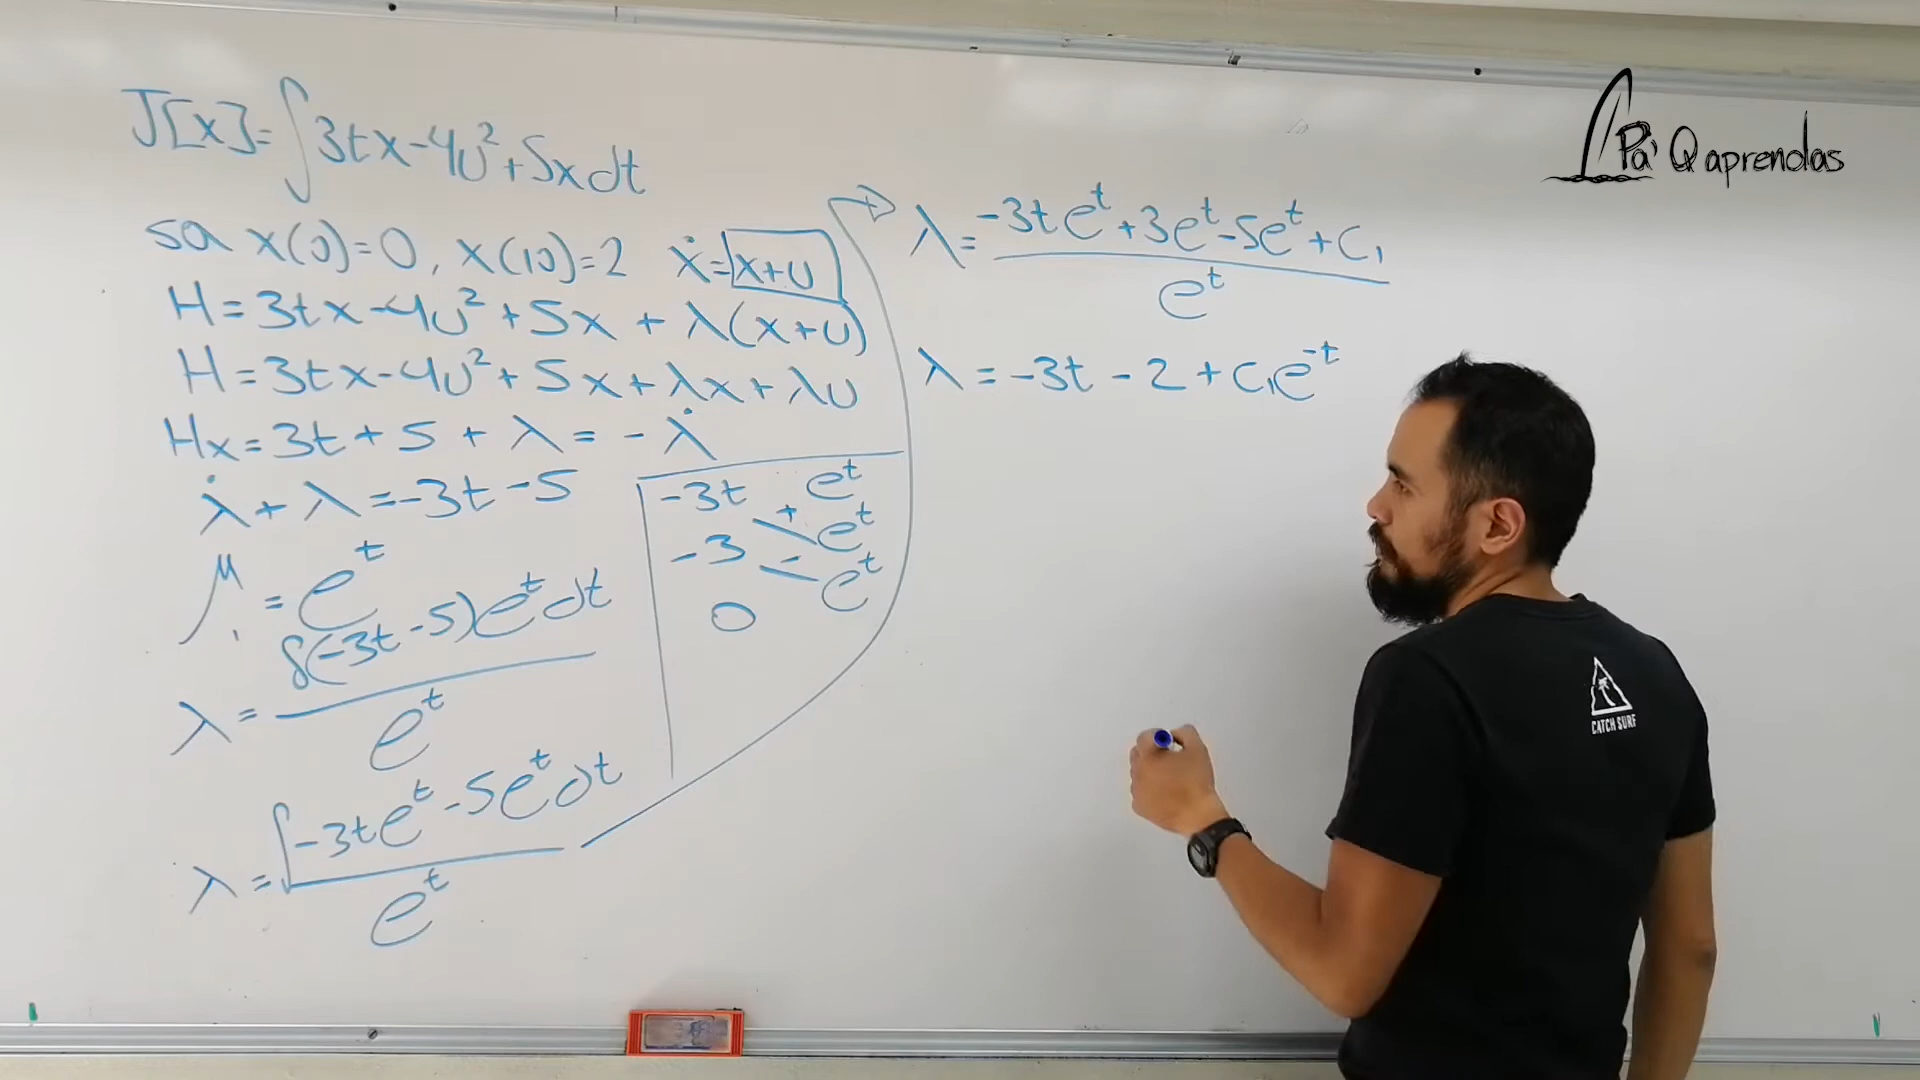 J[x]=∫3tx-4u²+5x dt
sa x(0)=0, x(10)=2 ẋ=x+u
H=3tx-4u²+5x+λ(x+u)
H=3tx-4u²+5x+λx+λu
Hx=3t+5+λ=-λ̇
λ̇+λ=-3t-5
μ=e^t
λ=∫(-3t-5)e^t dt
e^t
λ=∫-3te^t-5e^t dt
e^t
-3t e^t
+
-3 e^t
-
0 e^t
λ=-3te^t+3e^t-5e^t+c₁
e^t
λ=-3t-2+c₁e^-t
Pa' Q aprendas
CATCH SURF